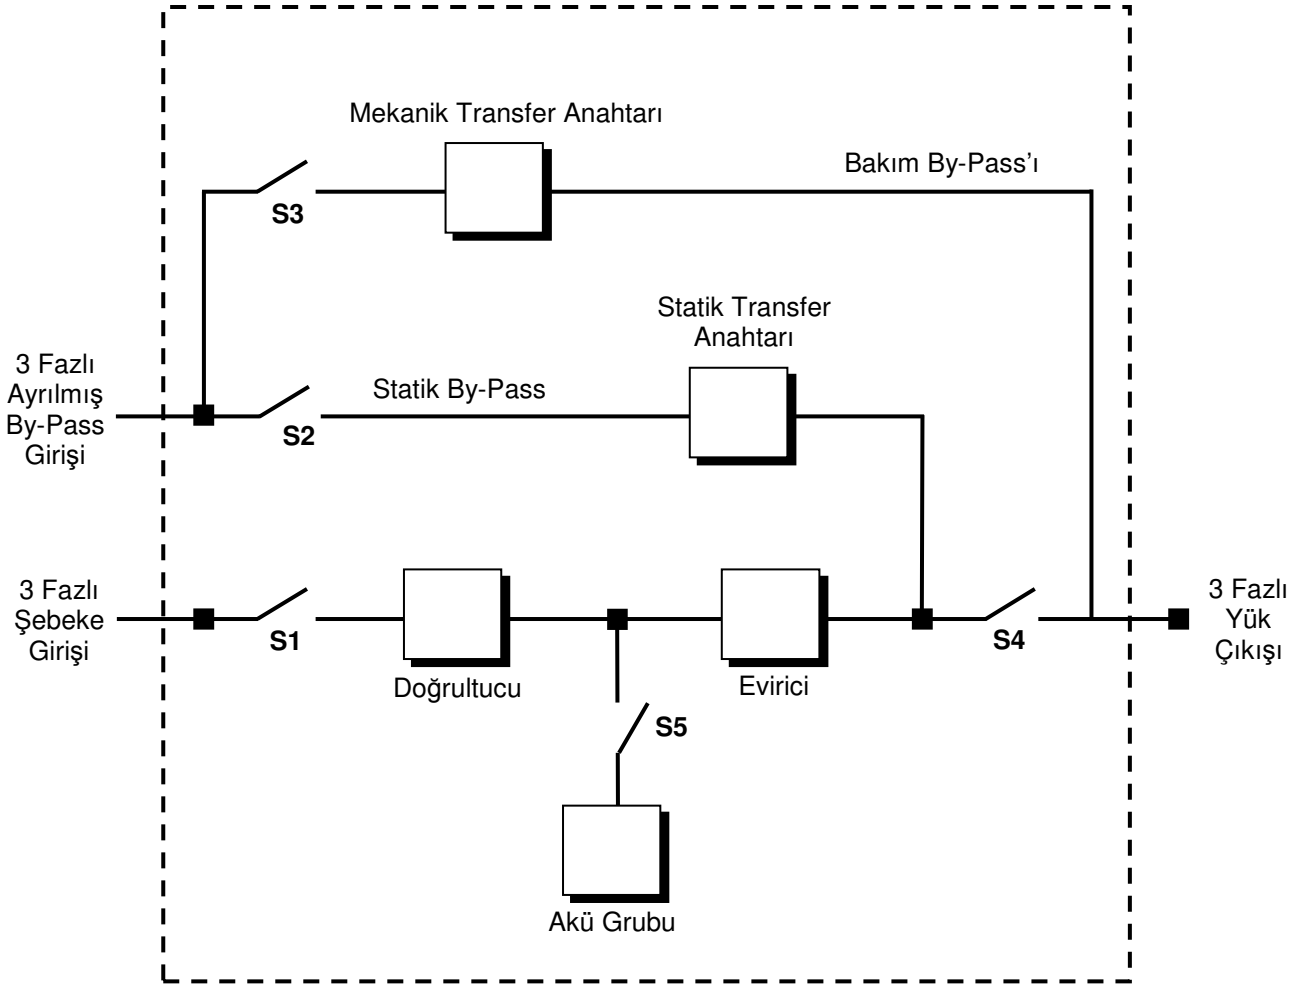 Mekanik Transfer Anahtarı
Bakım By-Pass’ı
S3
Statik Transfer
Anahtarı
3 Fazlı
Ayrılmış
By-Pass
Girişi
Statik By-Pass
S2
3 Fazlı
Şebeke
Girişi
S1
Doğrultucu
Evirici
S4
3 Fazlı
Yük
Çıkışı
S5
Akü Grubu